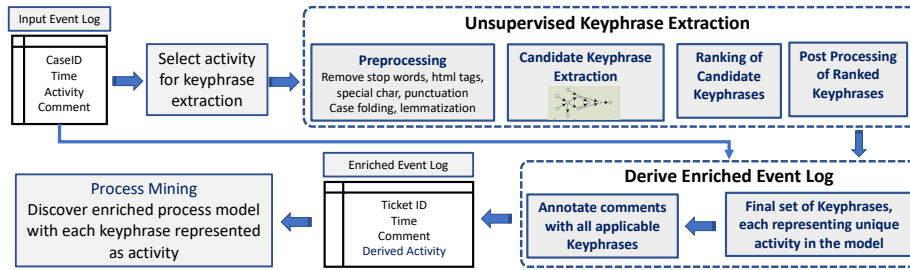 Input Event Log
CaseID
Time
Activity
Comment
Select activity
for keyphrase
extraction
Unsupervised Keyphrase Extraction
Preprocessing
Remove stop words, html tags,
special char, punctuation
Case folding, lemmatization
Candidate Keyphrase
Extraction
Ranking of
Candidate
Keyphrases
Post Processing
of Ranked
Keyphrases
Derive Enriched Event Log
Final set of Keyphrases,
each representing unique
activity in the model
Annotate comments
with all applicable
Keyphrases
Enriched Event Log
Ticket ID
Time
Comment
Derived Activity
Process Mining
Discover enriched process model
with each keyphrase represented
as activity